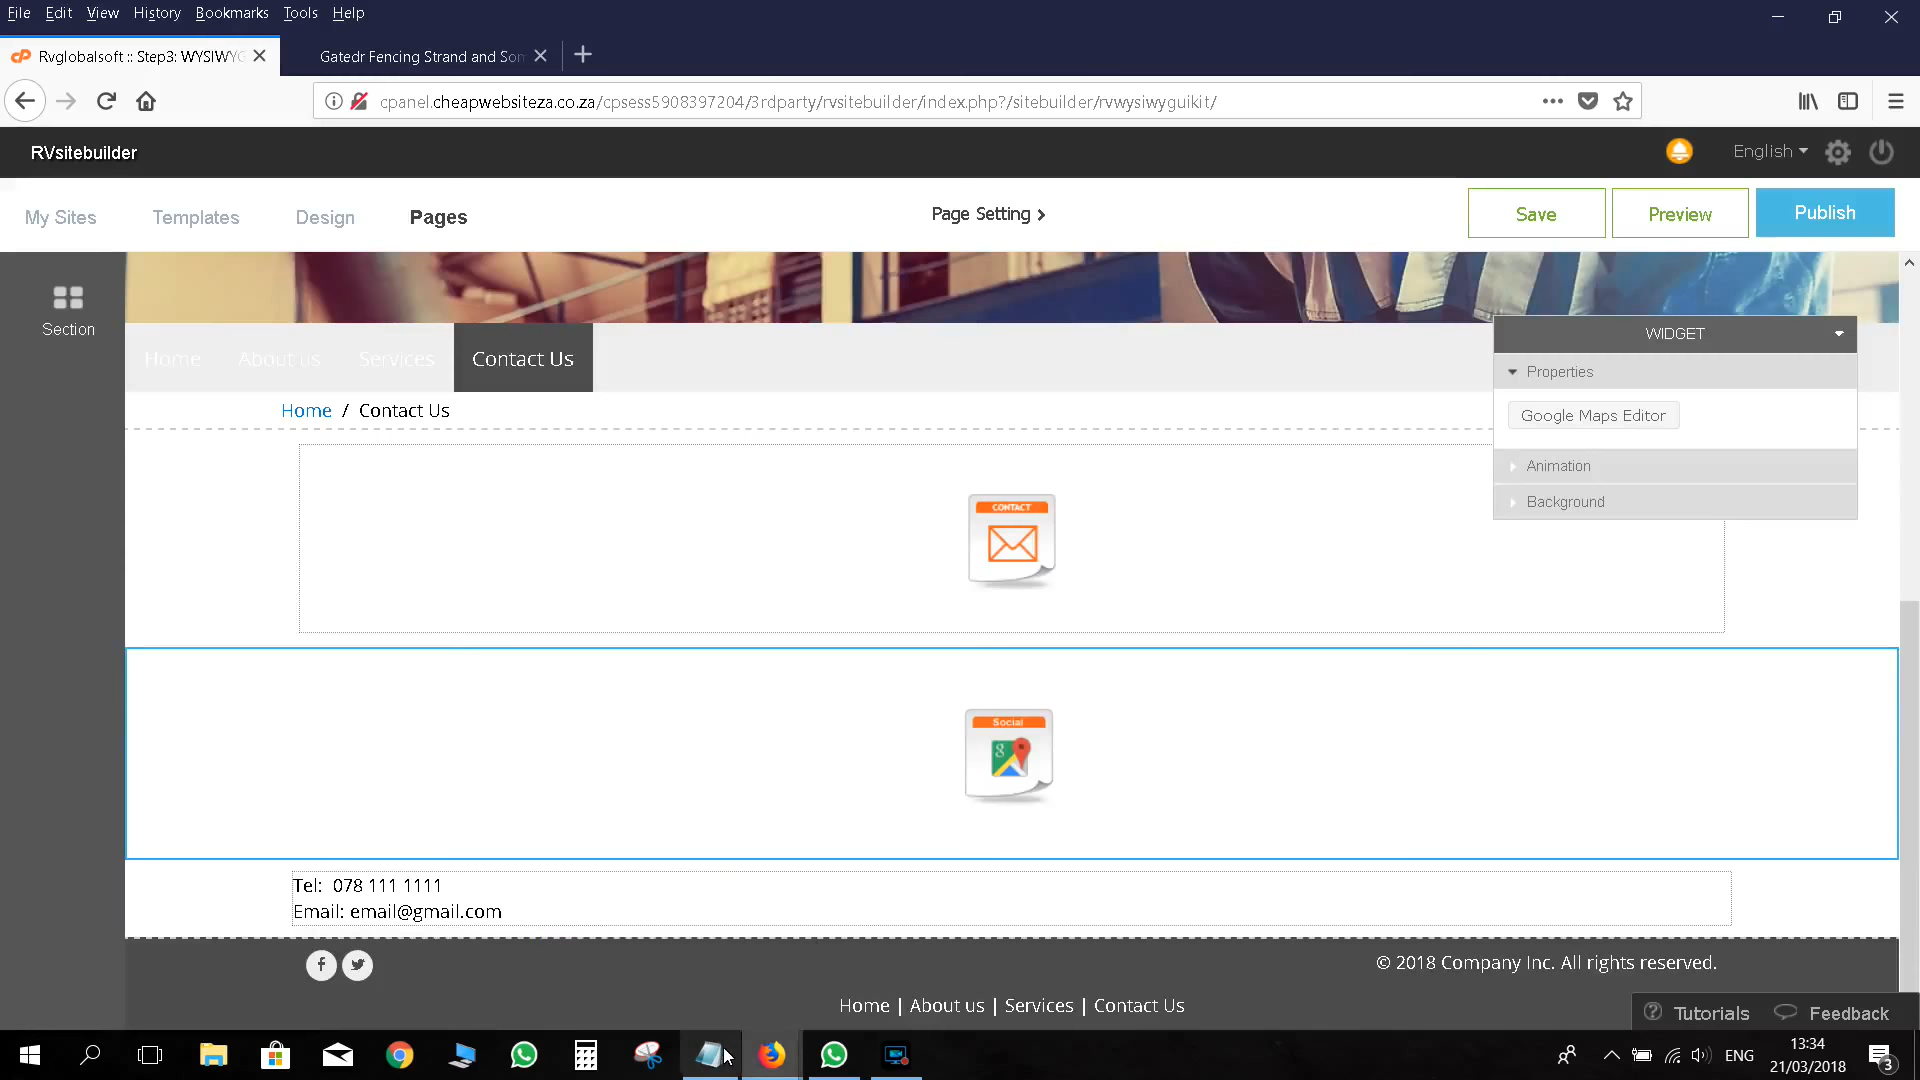 File Edit View History Bookmarks Tools Help
Rvglobalsoft :: Step3: WYSIWYG
Gatedr Fencing Strand and Som
cpanel.cheapwebsiteza.co.za/cpsess5908397204/3rdparty/rvsitebuilder/index.php?/sitebuilder/rvwysiwyguikit/
RVsitebuilder
English
My Sites Templates Design Pages
Page Setting
Save Preview Publish
Section
Home About us Services Contact Us
WIDGET
Properties
Google Maps Editor
Animation
Background
Home / Contact Us
CONTACT
Social
Tel: 078 111 1111
Email: email@gmail.com
© 2018 Company Inc. All rights reserved.
Home | About us | Services | Contact Us
Tutorials Feedback
ENG
13:34
21/03/2018
3